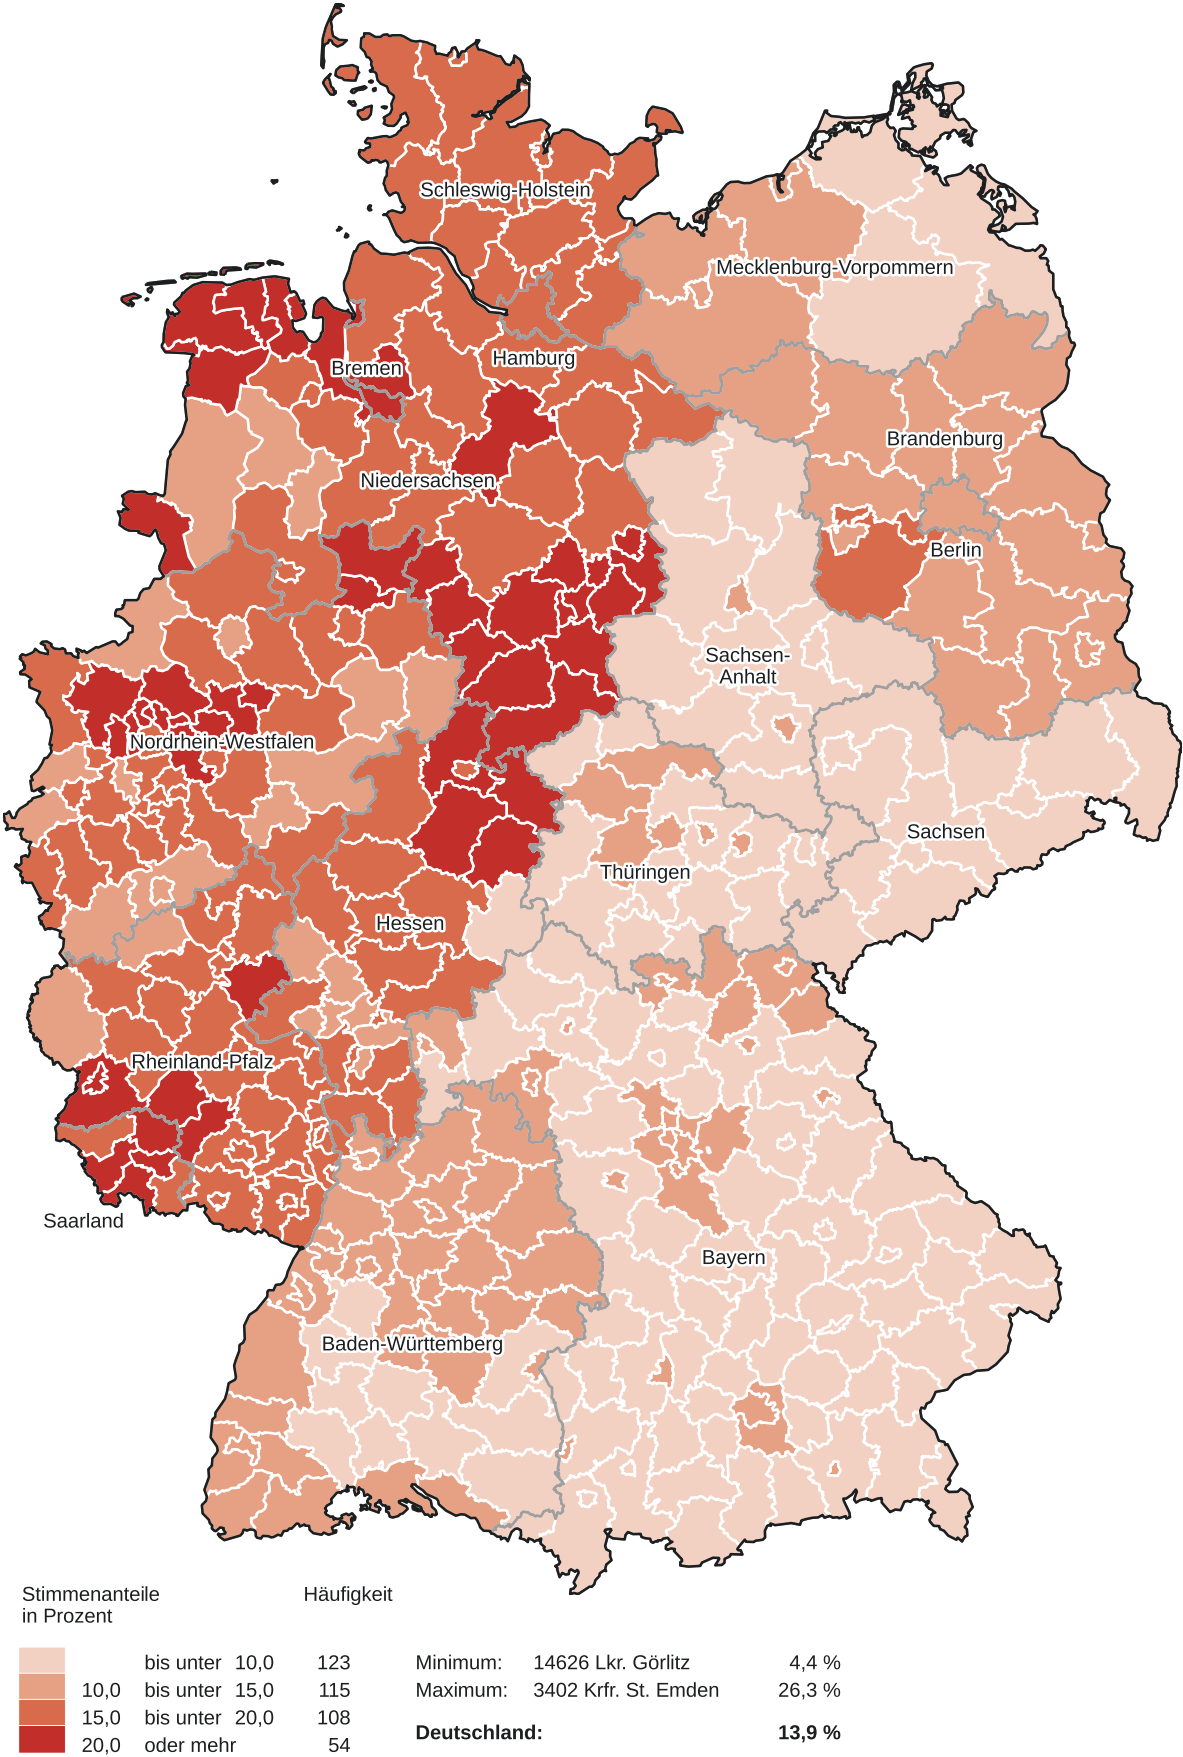 Schleswig-Holstein
Mecklenburg-Vorpommern
Hamburg
Bremen
Brandenburg
Niedersachsen
Berlin
Sachsen-
Anhalt
Nordrhein-Westfalen
Sachsen
Thüringen
Hessen
Rheinland-Pfalz
Saarland
Bayern
Baden-Württemberg
Stimmenanteile Häufigkeit
in Prozent
bis unter 10,0 123 Minimum: 14626 Lkr. Görlitz 4,4 %
10,0 bis unter 15,0 115 Maximum: 3402 Krfr. St. Emden 26,3 %
15,0 bis unter 20,0 108
Deutschland: 13,9 %
20,0 oder mehr 54